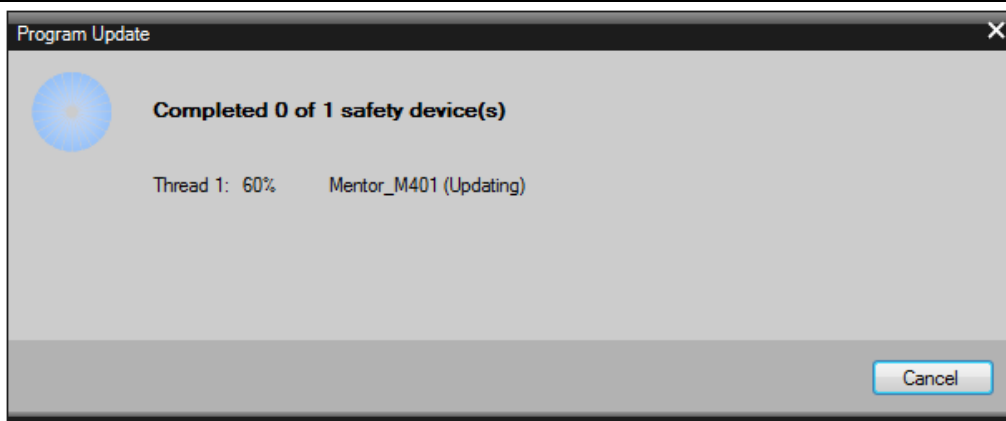 Program Update
Completed 0 of 1 safety device(s)
Thread 1: 60% Mentor_M401 (Updating)
Cancel